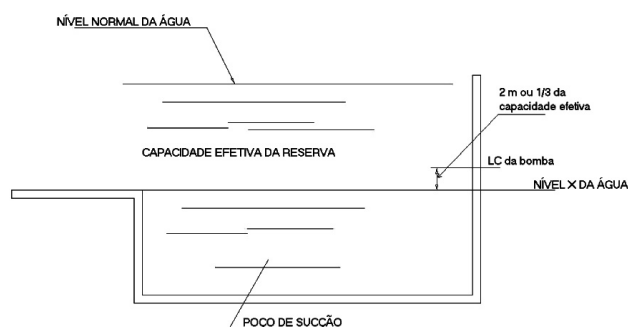 NÍVEL NORMAL DA ÁGUA
2 m ou 1/3 da
capacidade efetiva
CAPACIDADE EFETIVA DA RESERVA
LC da bomba
NÍVEL X DA ÁGUA
POCO DE SUCÇÃO